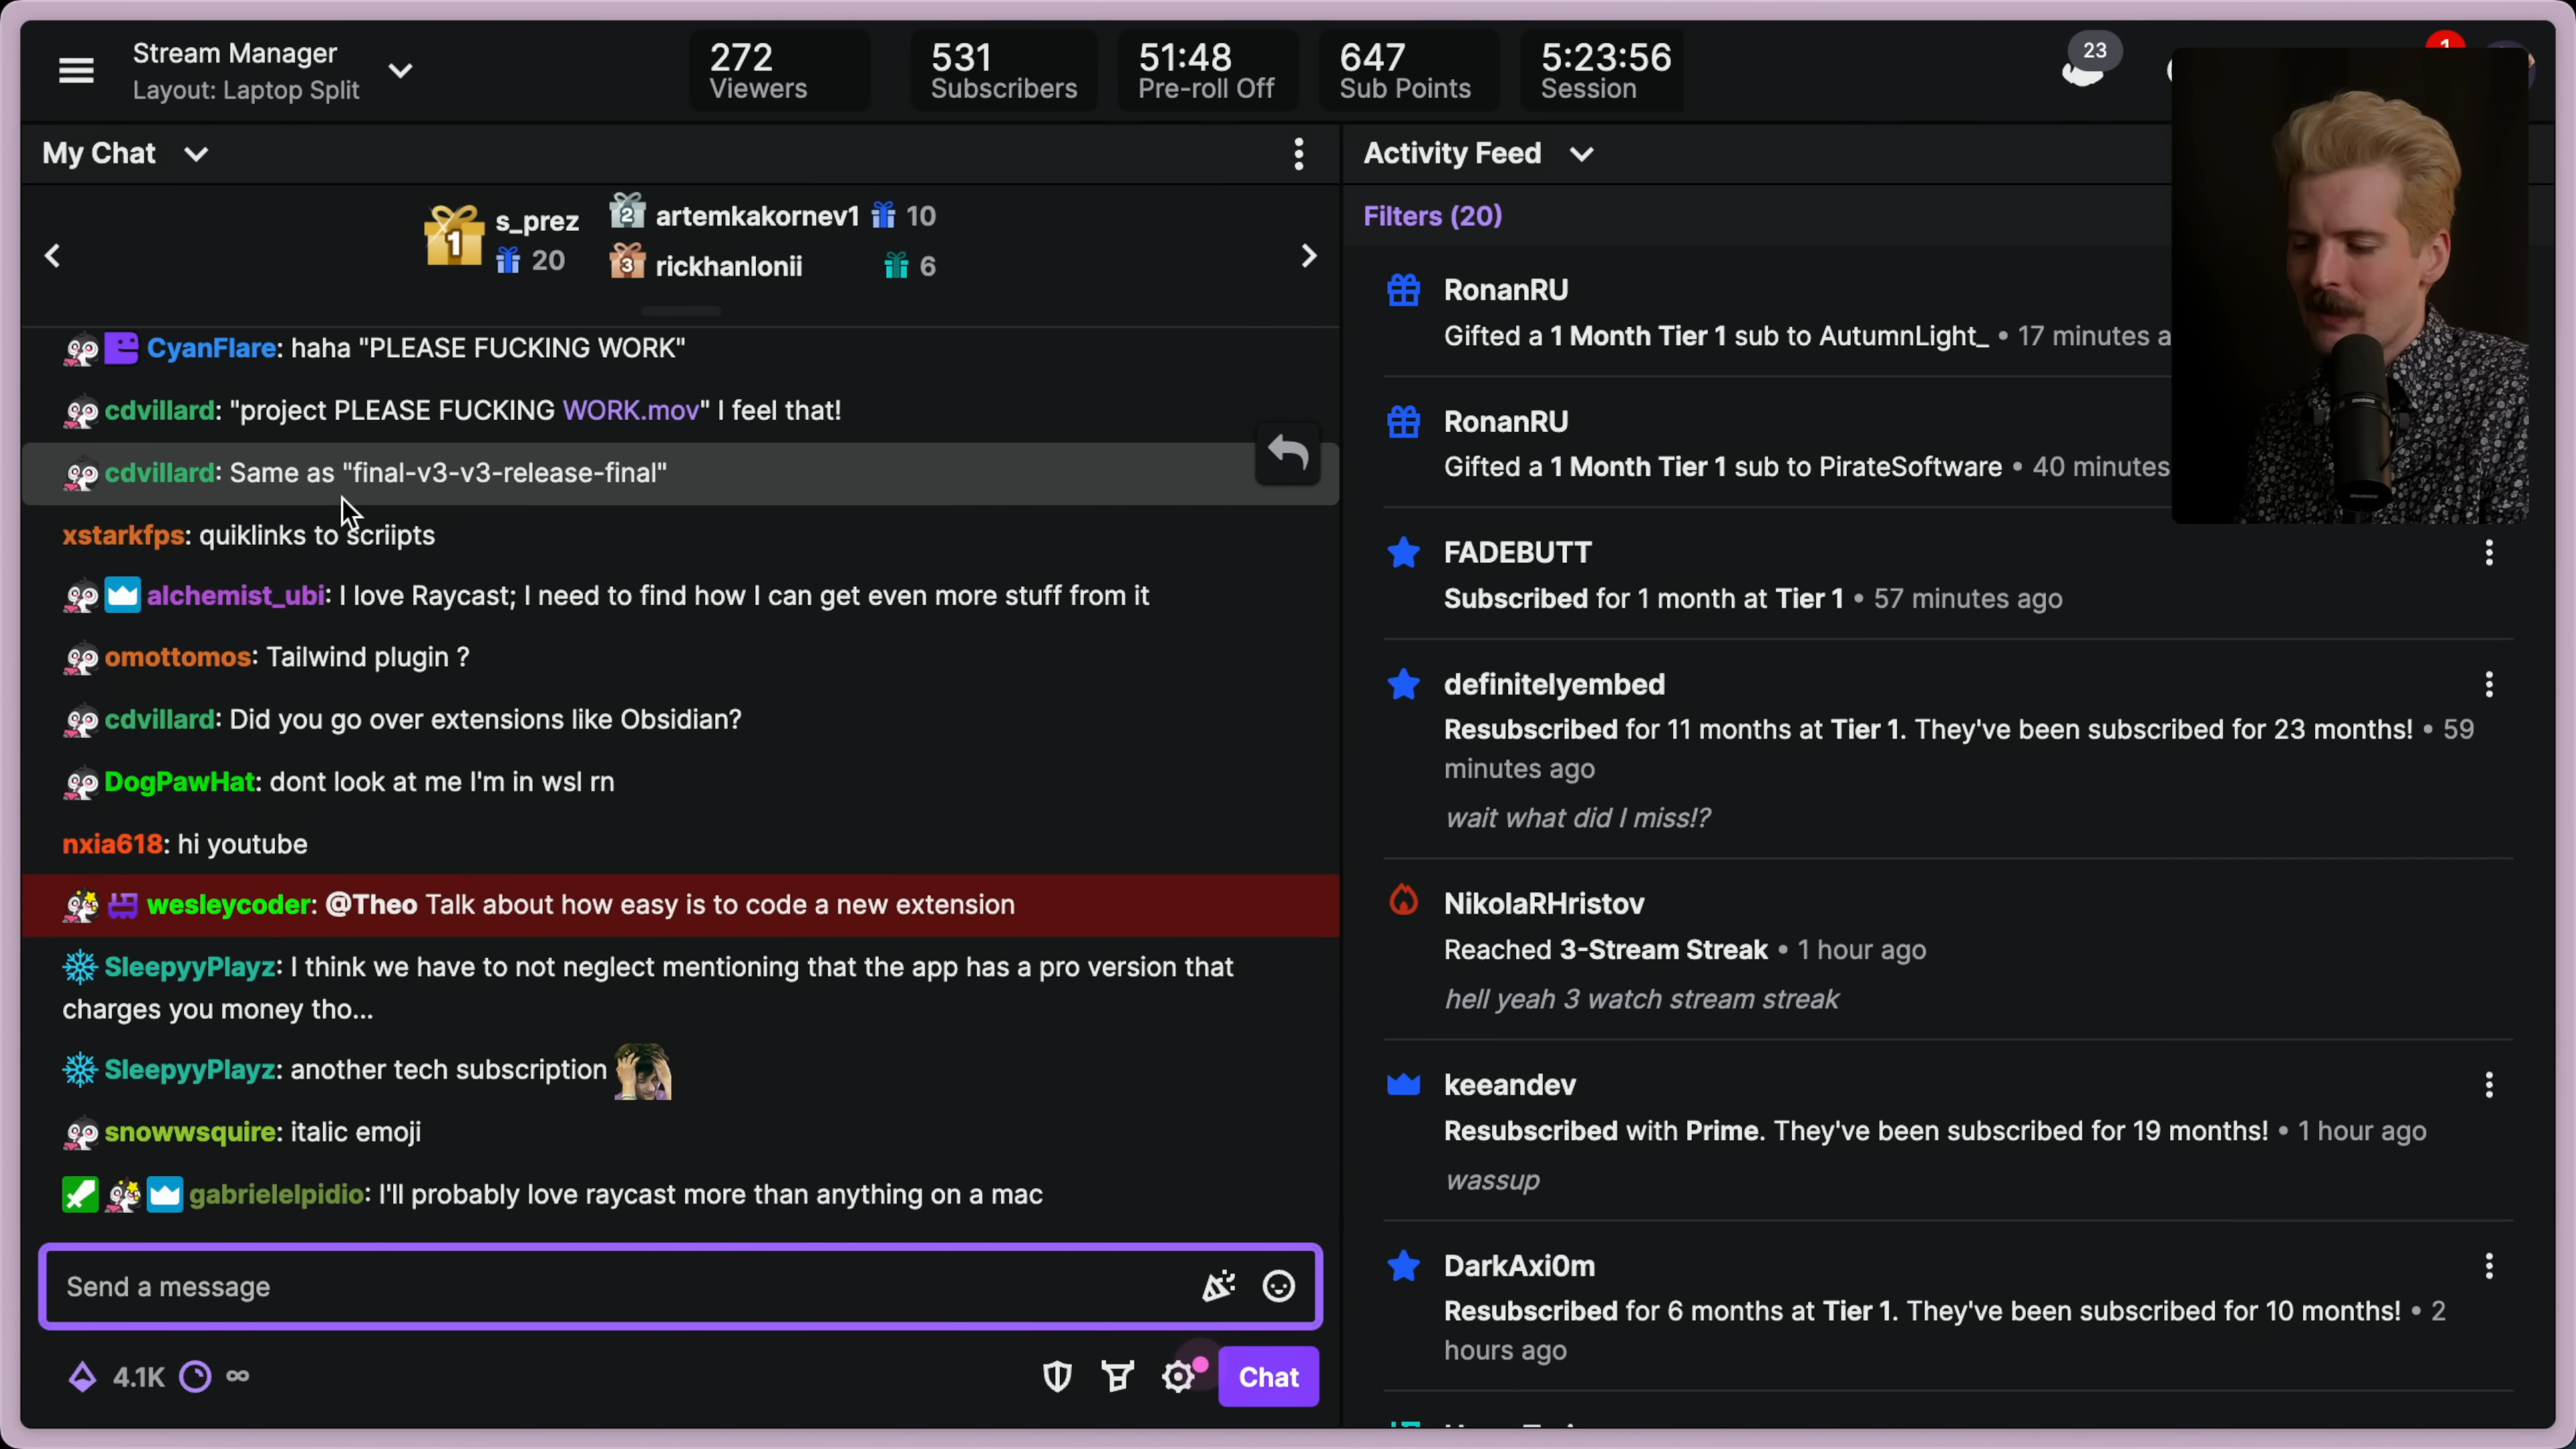 Stream Manager
Layout: Laptop Split
272
Viewers
531
Subscribers
51:48
Pre-roll Off
647
Sub Points
5:23:56
Session
23
1
My Chat
1
s_prez
20
2
artemkakornev1
10
3
rickhanlonii
6
CyanFlare: haha "PLEASE FUCKING WORK"
cdvillard: "project PLEASE FUCKING WORK.mov" I feel that!
cdvillard: Same as "final-v3-v3-release-final"
xstarkfps: quiklinks to scriipts
alchemist_ubi: I love Raycast; I need to find how I can get even more stuff from it
omottomos: Tailwind plugin ?
cdvillard: Did you go over extensions like Obsidian?
DogPawHat: dont look at me I'm in wsl rn
nxia618: hi youtube
wesleycoder: @Theo Talk about how easy is to code a new extension
SleepyyPlayz: I think we have to not neglect mentioning that the app has a pro version that
charges you money tho...
SleepyyPlayz: another tech subscription
snowwsquire: italic emoji
gabrielelpidio: I'll probably love raycast more than anything on a mac
Send a message
4.1K
∞
Chat
Activity Feed
Filters (20)
RonanRU
Gifted a 1 Month Tier 1 sub to AutumnLight_ • 17 minutes a
RonanRU
Gifted a 1 Month Tier 1 sub to PirateSoftware • 40 minutes
FADEBUTT
Subscribed for 1 month at Tier 1 • 57 minutes ago
definitelyembed
Resubscribed for 11 months at Tier 1. They've been subscribed for 23 months! • 59
minutes ago
wait what did I miss!?
NikolaRHristov
Reached 3-Stream Streak • 1 hour ago
hell yeah 3 watch stream streak
keeandev
Resubscribed with Prime. They've been subscribed for 19 months! • 1 hour ago
wassup
DarkAxi0m
Resubscribed for 6 months at Tier 1. They've been subscribed for 10 months! • 2
hours ago